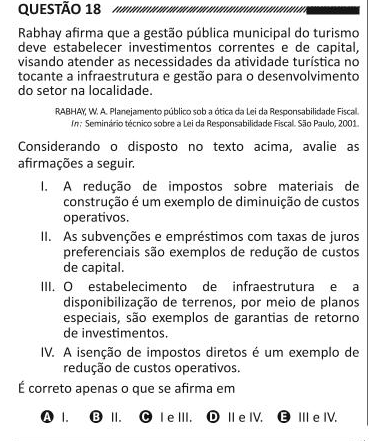 QUESTÃO 18
Rabhay afirma que a gestão pública municipal do turismo
deve estabelecer investimentos correntes e de capital,
visando atender as necessidades da atividade turística no
tocante a infraestrutura e gestão para o desenvolvimento
do setor na localidade.
RABHAY, W. A. Planejamento público sob a ótica da Lei da Responsabilidade Fiscal.
In: Seminário técnico sobre a Lei da Responsabilidade Fiscal. São Paulo, 2001.
Considerando o disposto no texto acima, avalie as
afirmações a seguir.
I. A redução de impostos sobre materiais de
construção é um exemplo de diminuição de custos
operativos.
II. As subvenções e empréstimos com taxas de juros
preferenciais são exemplos de redução de custos
de capital.
III. O estabelecimento de infraestrutura e a
disponibilização de terrenos, por meio de planos
especiais, são exemplos de garantias de retorno
de investimentos.
IV. A isenção de impostos diretos é um exemplo de
redução de custos operativos.
É correto apenas o que se afirma em
A I. B II. C I e III. D II e IV. E III e IV.